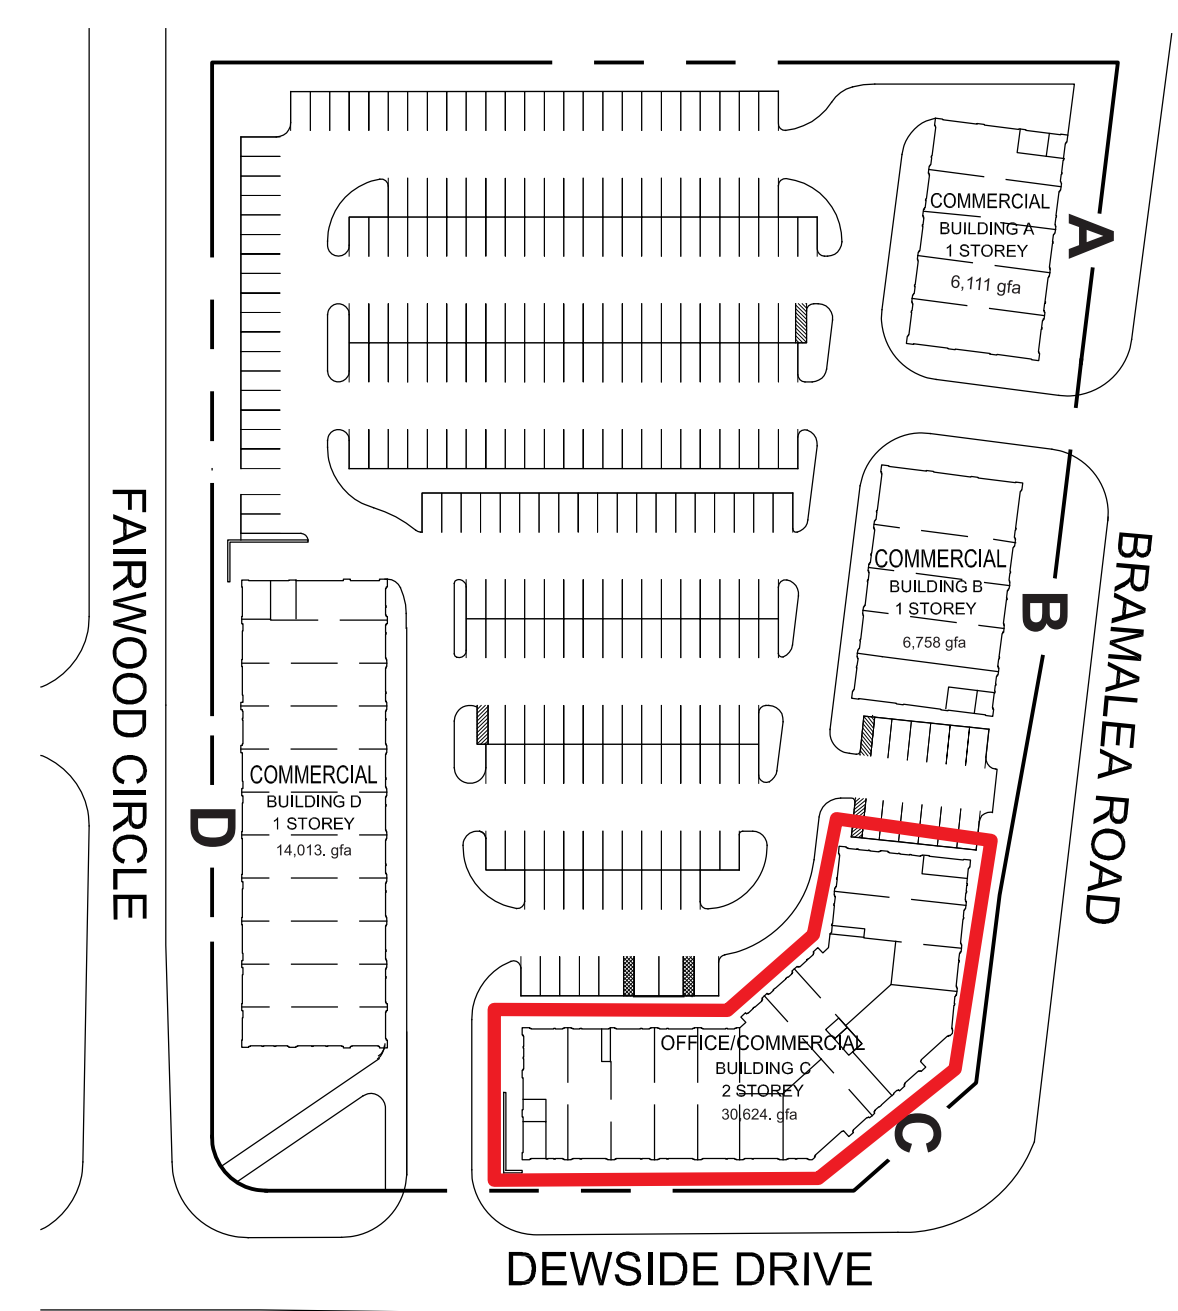 COMMERCIAL
BUILDING A
1 STOREY
6,111 gfa
A
COMMERCIAL
BUILDING B
1 STOREY
6,758 gfa
B
BRAMALEA ROAD
FAIRWOOD CIRCLE
COMMERCIAL
BUILDING D
1 STOREY
14,013. gfa
D
OFFICE/COMMERCIAL
BUILDING C
2 STOREY
30,624. gfa
C
DEWSIDE DRIVE